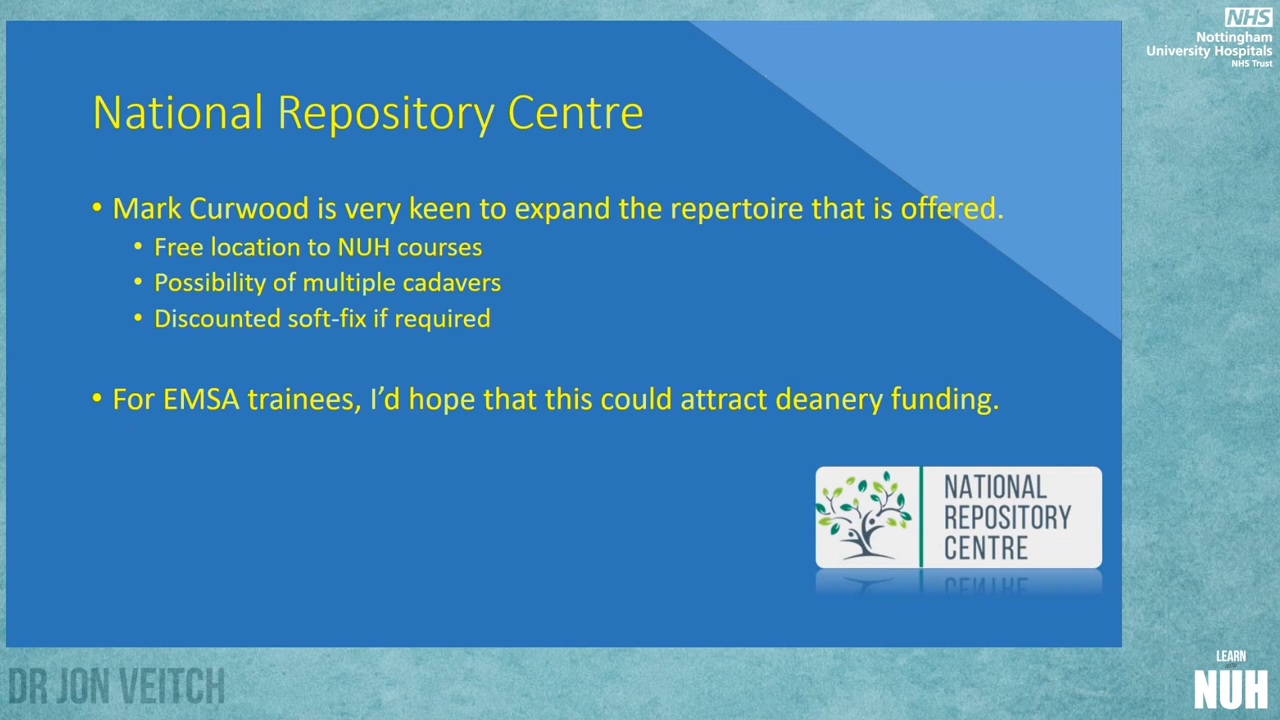 NHS
Nottingham
University Hospitals
NHS Trust
National Repository Centre
• Mark Curwood is very keen to expand the repertoire that is offered.
• Free location to NUH courses
• Possibility of multiple cadavers
• Discounted soft-fix if required
• For EMSA trainees, I’d hope that this could attract deanery funding.
NATIONAL
REPOSITORY
CENTRE
DR JON VEITCH
LEARN
NUH